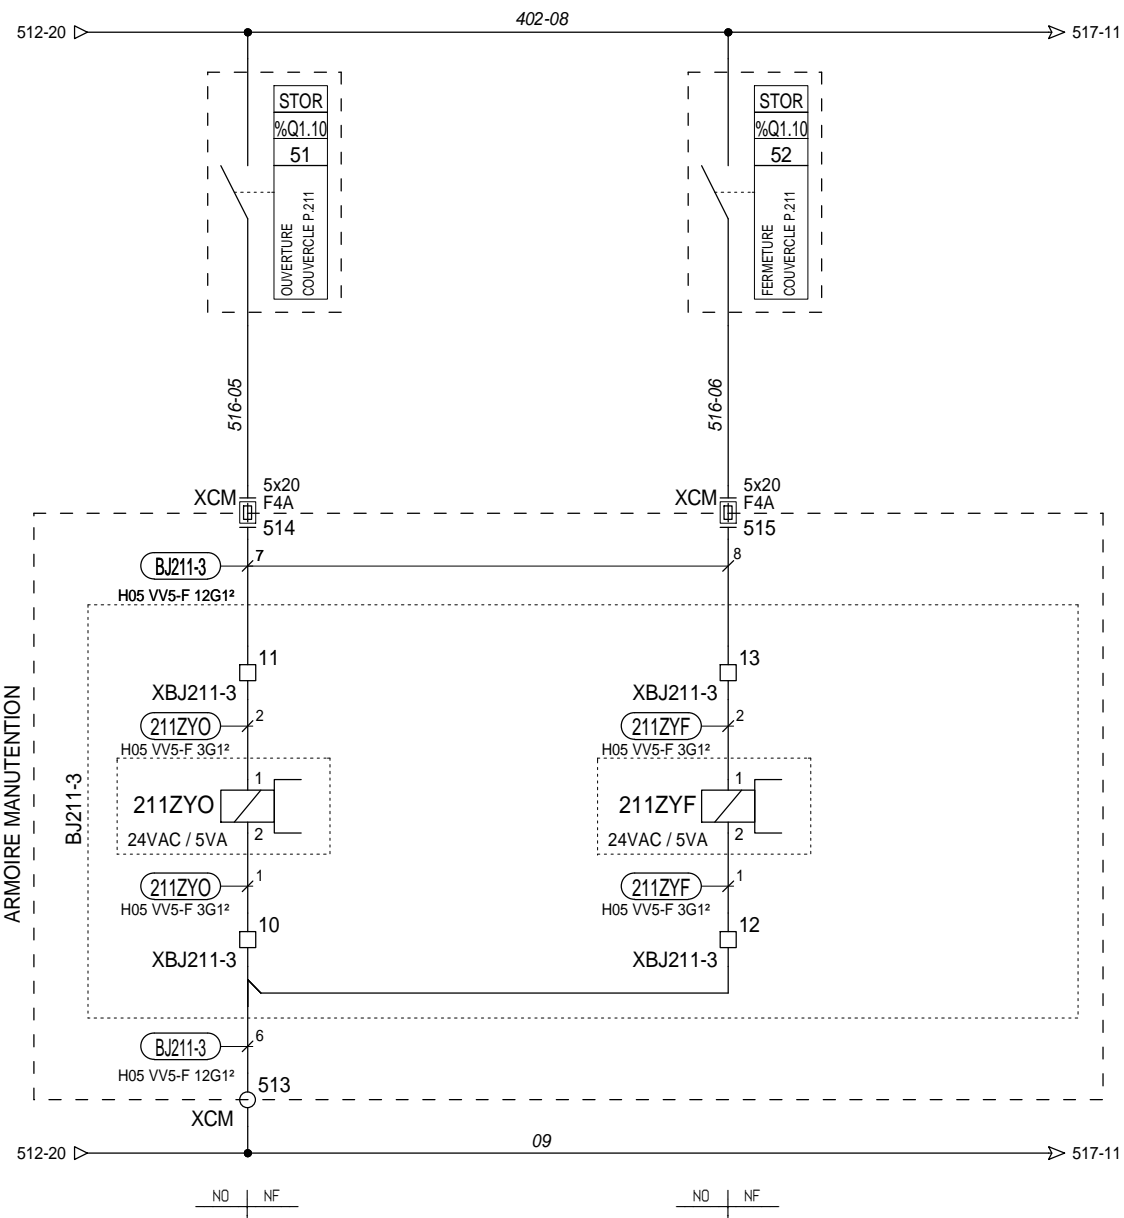 402-08
512-20
517-11
STOR
%Q1.10
51
OUVERTURE
COUVERCLE P.211
STOR
%Q1.10
52
FERMETURE
COUVERCLE P.211
516-05
516-06
XCM
5x20
F4A
514
XCM
5x20
F4A
515
BJ211-3
7
8
H05 VV5-F 12G1²
ARMOIRE MANUTENTION
BJ211-3
11
XBJ211-3
13
XBJ211-3
211ZYO
2
H05 VV5-F 3G1²
211ZYF
2
H05 VV5-F 3G1²
1
211ZYO
24VAC / 5VA
2
1
211ZYF
24VAC / 5VA
2
211ZYO
1
H05 VV5-F 3G1²
211ZYF
1
H05 VV5-F 3G1²
10
XBJ211-3
12
XBJ211-3
BJ211-3
6
H05 VV5-F 12G1²
513
XCM
09
512-20
517-11
NO NF
NO NF